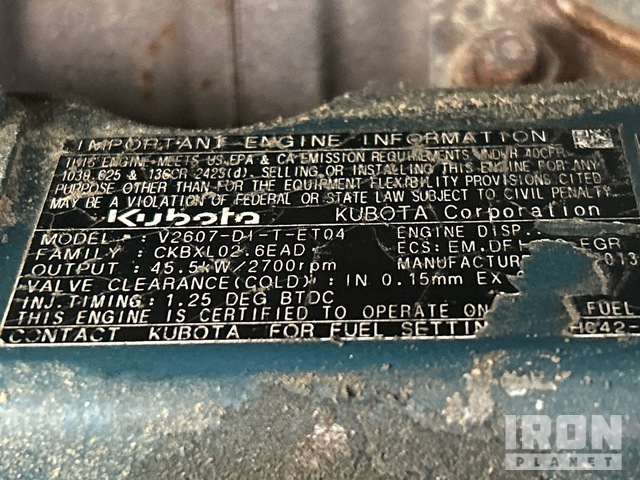 IMPORTANT ENGINE INFORMATION
THIS ENGINE MEETS US EPA & CA EMISSION REQUIREMENTS UNDER 40CFR
1039, 625 & 13CCR 2423(d). SELLING OR INSTALLING THIS ENGINE FOR ANY
PURPOSE OTHER THAN FOR THE EQUIPMENT FLEXIBILITY PROVISIONS CITED
MAY BE A VIOLATION OF FEDERAL OR STATE LAW SUBJECT TO CIVIL PENALTY.
Kubota KUBOTA Corporation
MODEL : V2607-DI-T-ET04 ENGINE DISP.:
FAMILY : CKBXL02.6EAD ECS: EM,DFI EGR
OUTPUT : 45.5kW/2700rpm MANUFACTUR 013
VALVE CLEARANCE(COLD) : IN 0.15mm EX
INJ.TIMING: 1.25 DEG BTDC
THIS ENGINE IS CERTIFIED TO OPERATE ON FUEL
CONTACT KUBOTA FOR FUEL SETTIN HC42-
IRON
PLANET